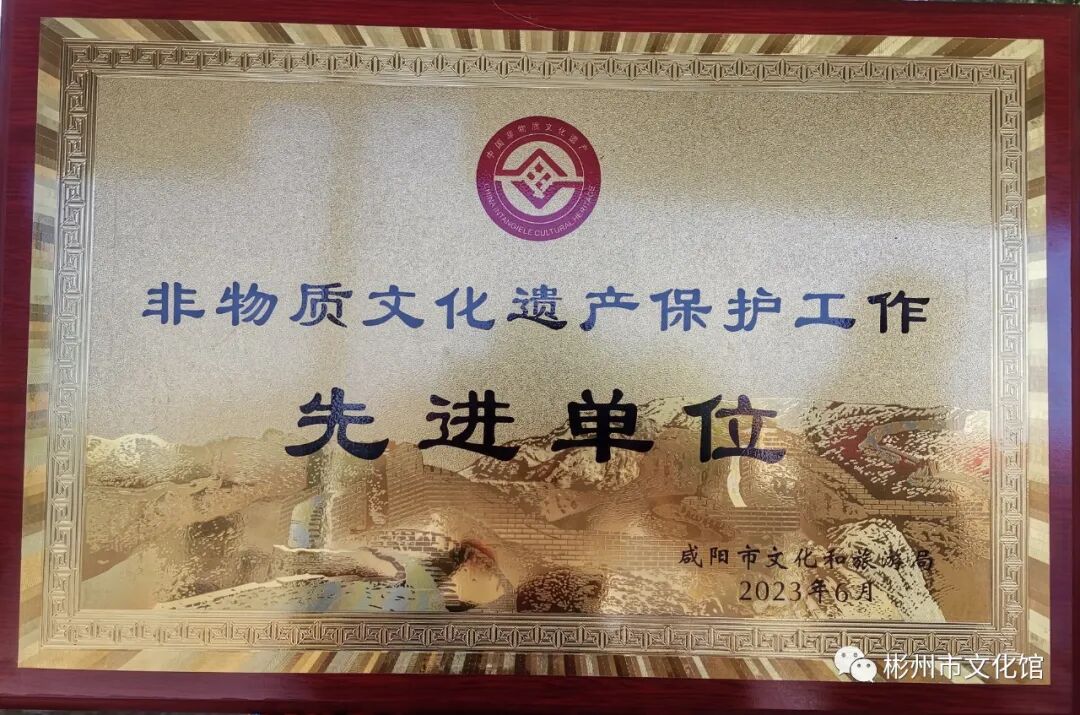 中国非物质文化遗产
CHINA INTANGIELE CULTURAL HERITAGE
非物质文化遗产保护工作
先进单位
咸阳市文化和旅游局
2023年6月
彬州市文化馆